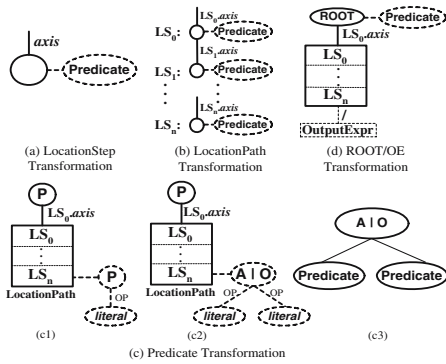 axis
Predicate
(a) LocationStep
Transformation
LS0.axis
LS0: Predicate
LS1.axis
LS1: Predicate
LSn.axis
LSn: Predicate
(b) LocationPath
Transformation
ROOT Predicate
LS0.axis
LS0
LSn
/
OutputExpr
(d) ROOT/OE
Transformation
P
LS0.axis
LS0
LSn
LocationPath
P
OP
literal
(c1)
P
LS0.axis
LS0
LSn
LocationPath
A | O
OP OP
literal literal
(c2)
A | O
Predicate Predicate
(c3)
(c) Predicate Transformation